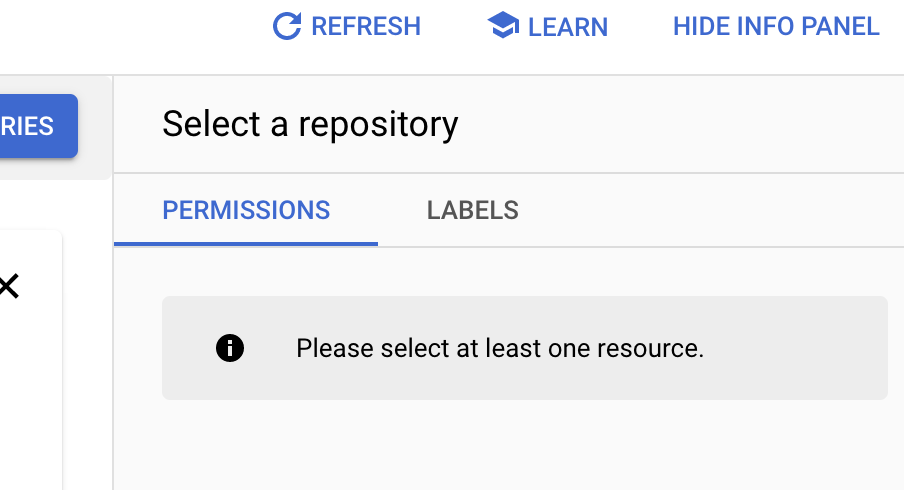 REFRESH LEARN HIDE INFO PANEL
RIES
Select a repository
PERMISSIONS LABELS
Please select at least one resource.